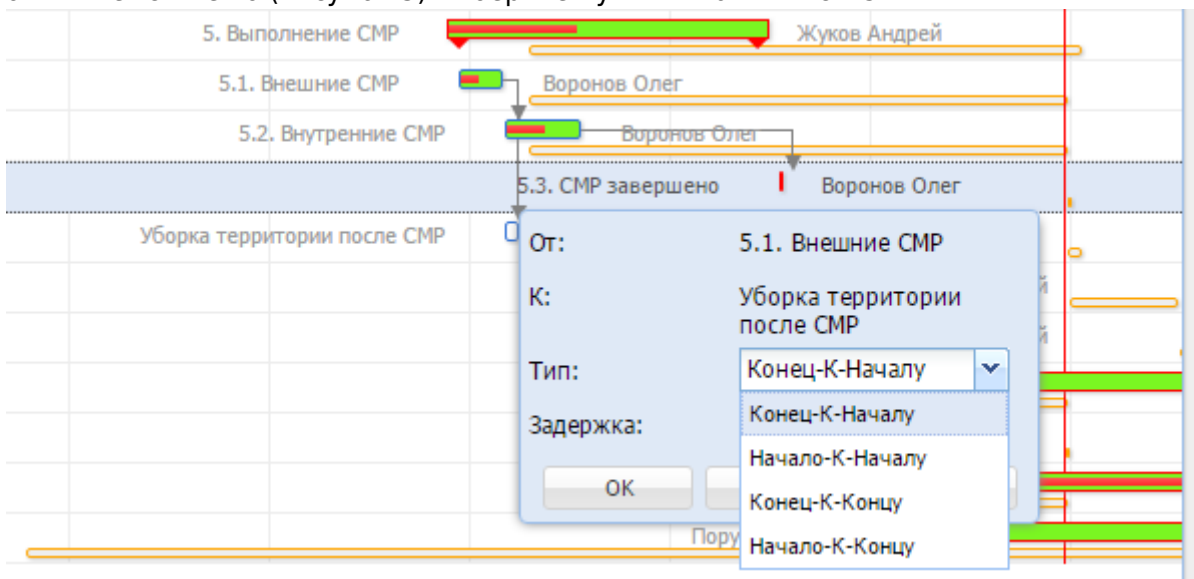 5. Выполнение СМР Жуков Андрей
5.1. Внешние СМР Воронов Олег
5.2. Внутренние СМР Воронов Олег
5.3. СМР завершено Воронов Олег
Уборка территории после СМР
От: 5.1. Внешние СМР
К: Уборка территории
после СМР
Тип: Конец-К-Началу
Задержка:
Конец-К-Началу
Начало-К-Началу
Конец-К-Концу
Начало-К-Концу
OK